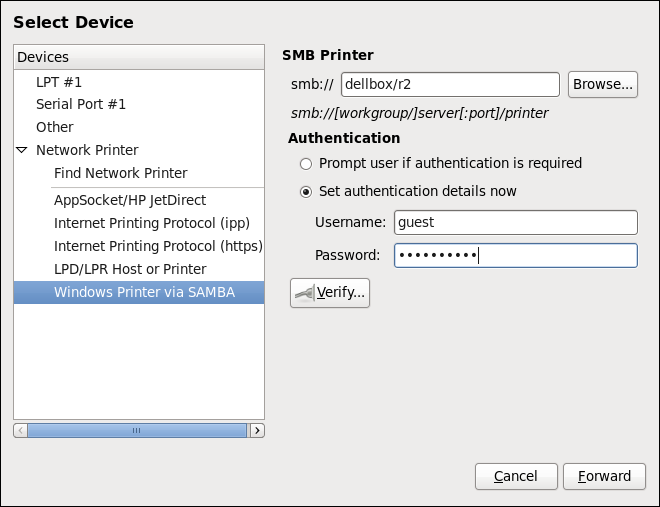 Select Device
Devices
LPT #1
Serial Port #1
Other
Network Printer
Find Network Printer
AppSocket/HP JetDirect
Internet Printing Protocol (ipp)
Internet Printing Protocol (https)
LPD/LPR Host or Printer
Windows Printer via SAMBA
SMB Printer
smb:// dellbox/r2 Browse...
smb://[workgroup/]server[:port]/printer
Authentication
Prompt user if authentication is required
Set authentication details now
Username: guest
Password: ••••••••••
Verify...
Cancel Forward